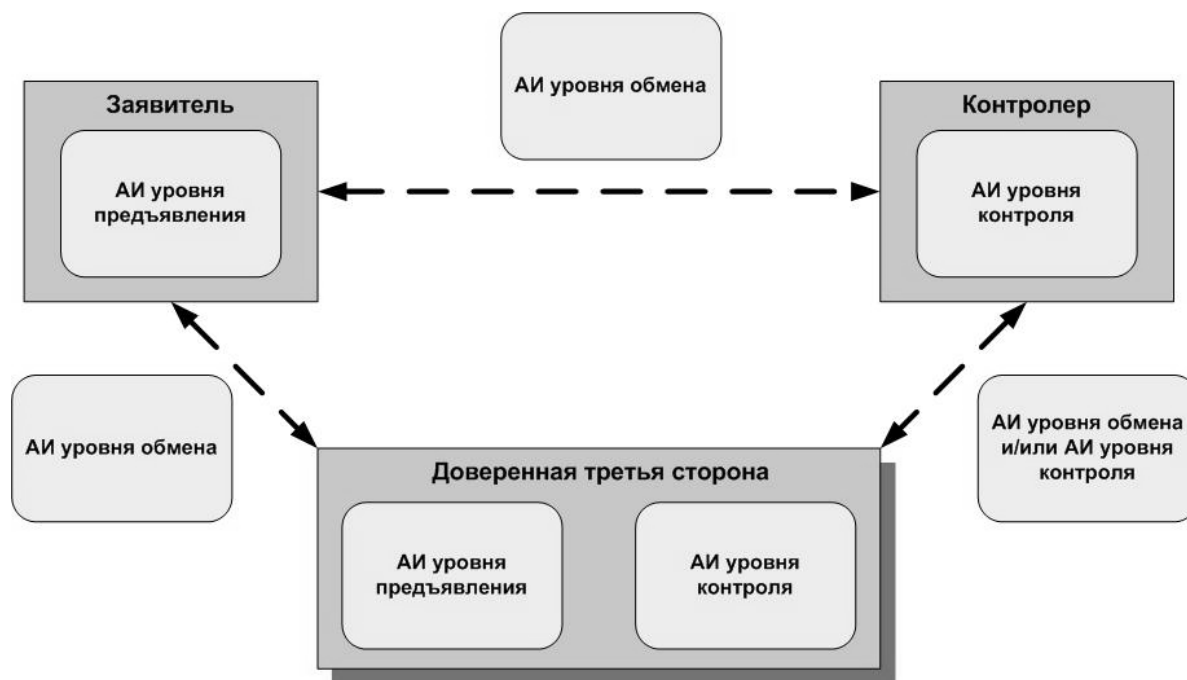 АИ уровня обмена
Заявитель
АИ уровня
предъявления
Контролер
АИ уровня
контроля
АИ уровня обмена
АИ уровня обмена
и/или АИ уровня
контроля
Доверенная третья сторона
АИ уровня
предъявления
АИ уровня
контроля